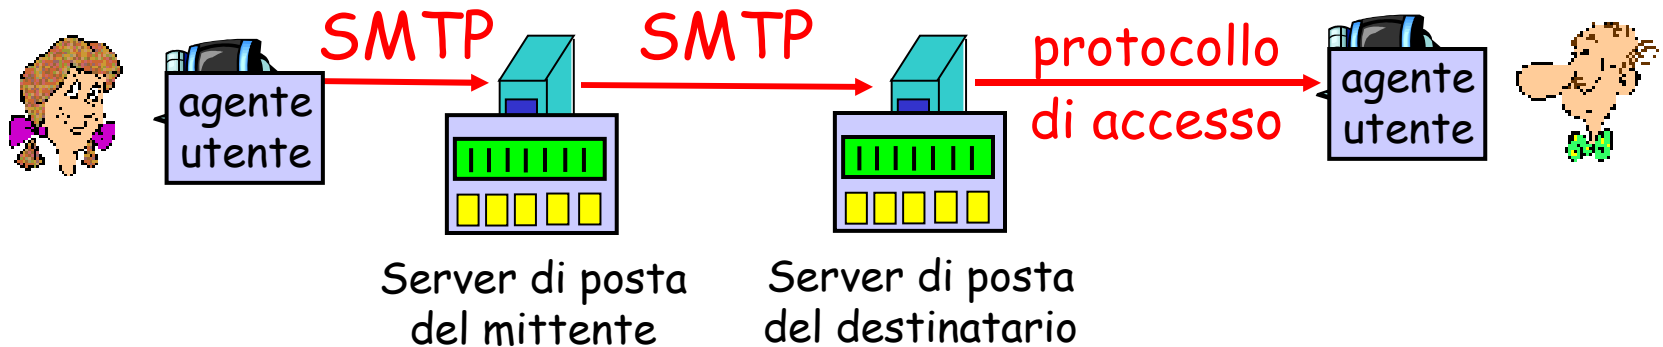 SMTP
SMTP
protocollo
di accesso
agente
utente
agente
utente
Server di posta
del mittente
Server di posta
del destinatario